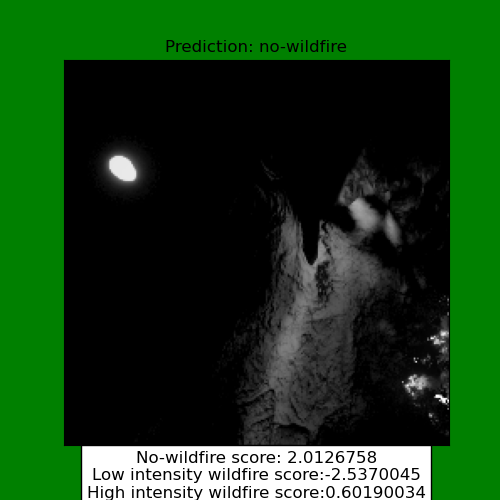 Prediction: no-wildfire
No-wildfire score: 2.0126758
Low intensity wildfire score:-2.5370045
High intensity wildfire score:0.60190034